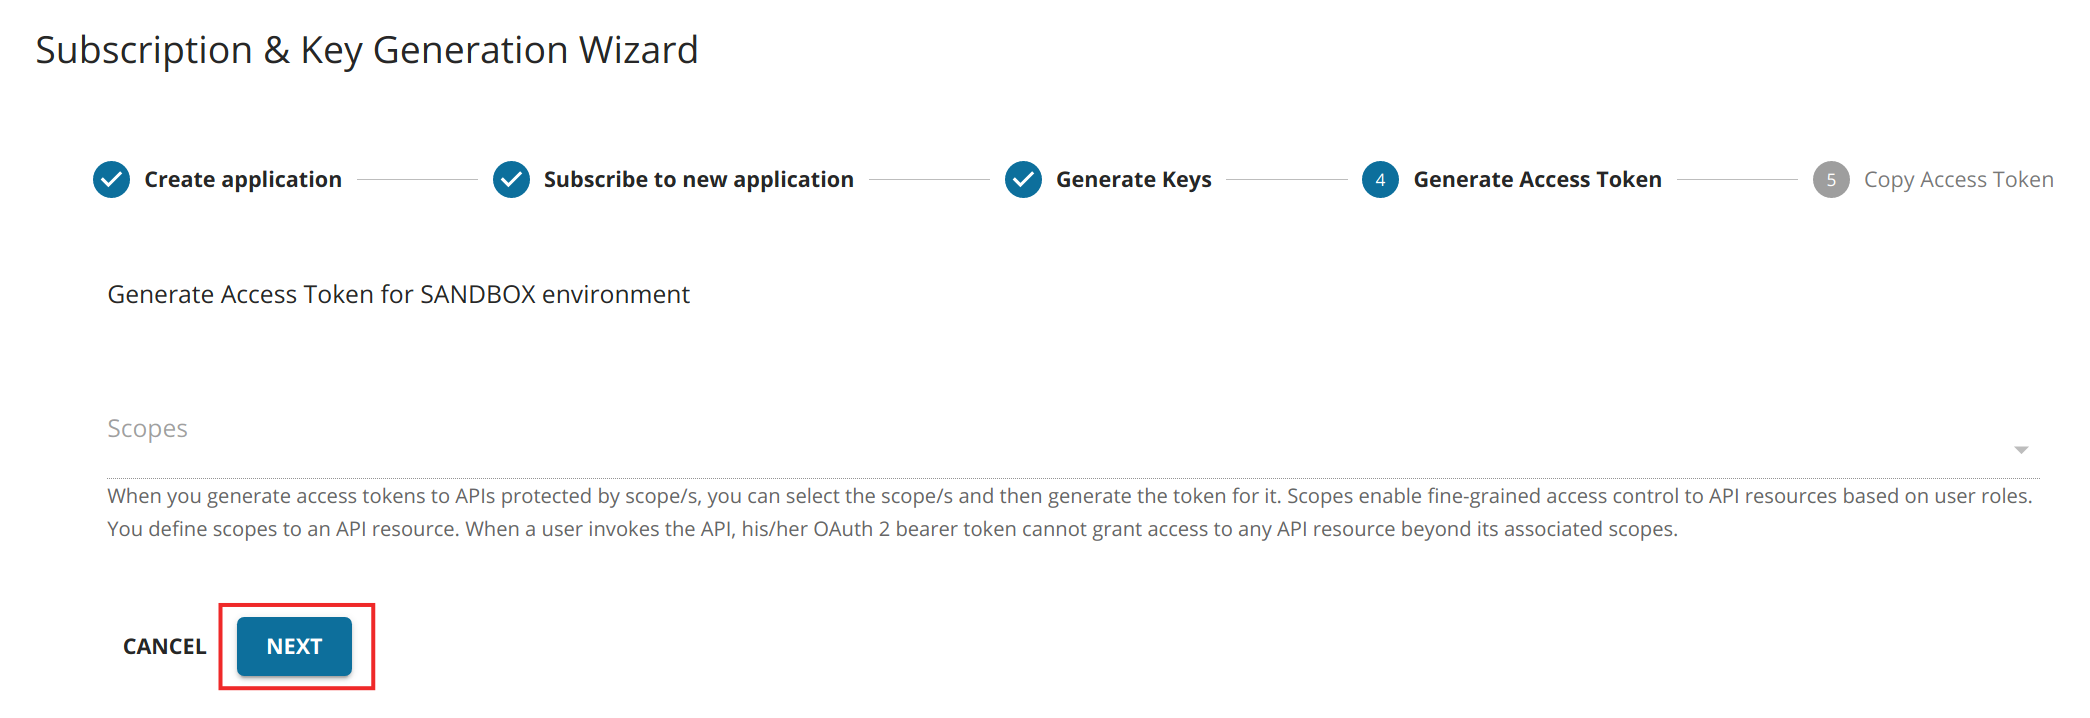 Subscription & Key Generation Wizard
Create application
Subscribe to new application
Generate Keys
4 Generate Access Token
5 Copy Access Token
Generate Access Token for SANDBOX environment
Scopes
When you generate access tokens to APIs protected by scope/s, you can select the scope/s and then generate the token for it. Scopes enable fine-grained access control to API resources based on user roles.
You define scopes to an API resource. When a user invokes the API, his/her OAuth 2 bearer token cannot grant access to any API resource beyond its associated scopes.
CANCEL
NEXT